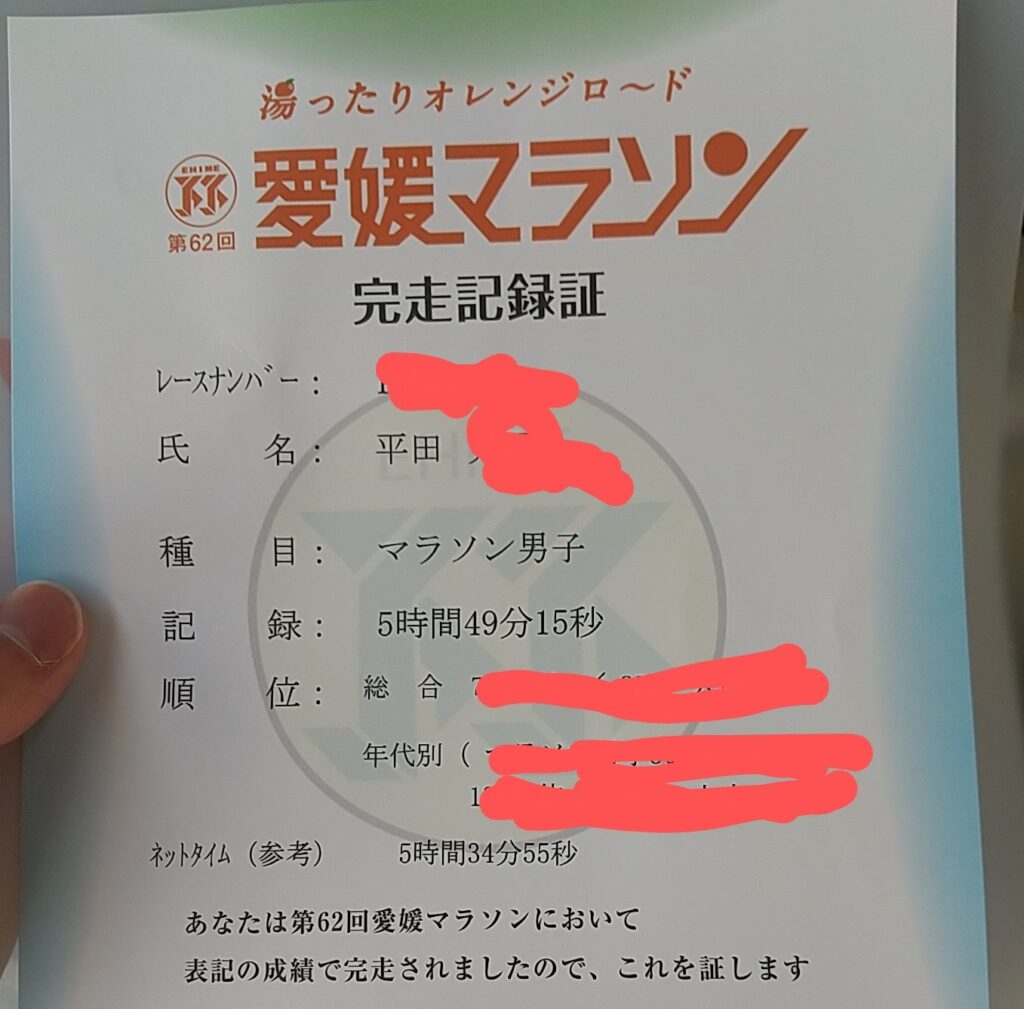 湯ったりオレンジロ～ド
EHIME
第62回
愛媛マラソン
完走記録証
ﾚｰｽﾅﾝﾊﾞｰ：
氏名： 平田
種目： マラソン男子
記録： 5時間49分15秒
順位： 総合
年代別（
ﾈｯﾄﾀｲﾑ（参考） 5時間34分55秒
あなたは第62回愛媛マラソンにおいて
表記の成績で完走されましたので、これを証します